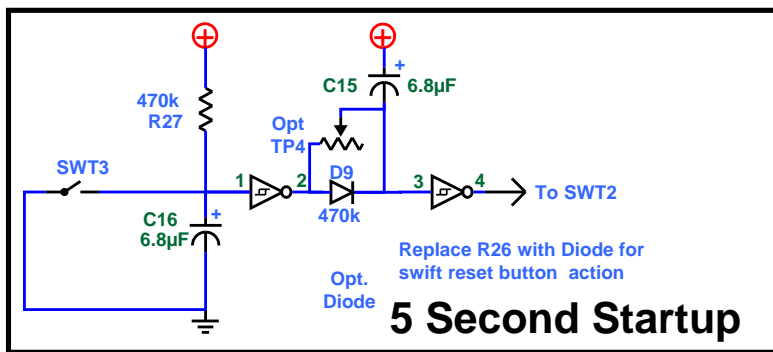 470k
R27
SWT3
C16
+
6.8µF
1
2
Opt
TP4
D9
470k
C15
+
6.8µF
3
4
To SWT2
Replace R26 with Diode for
swift reset button action
Opt.
Diode
5 Second Startup